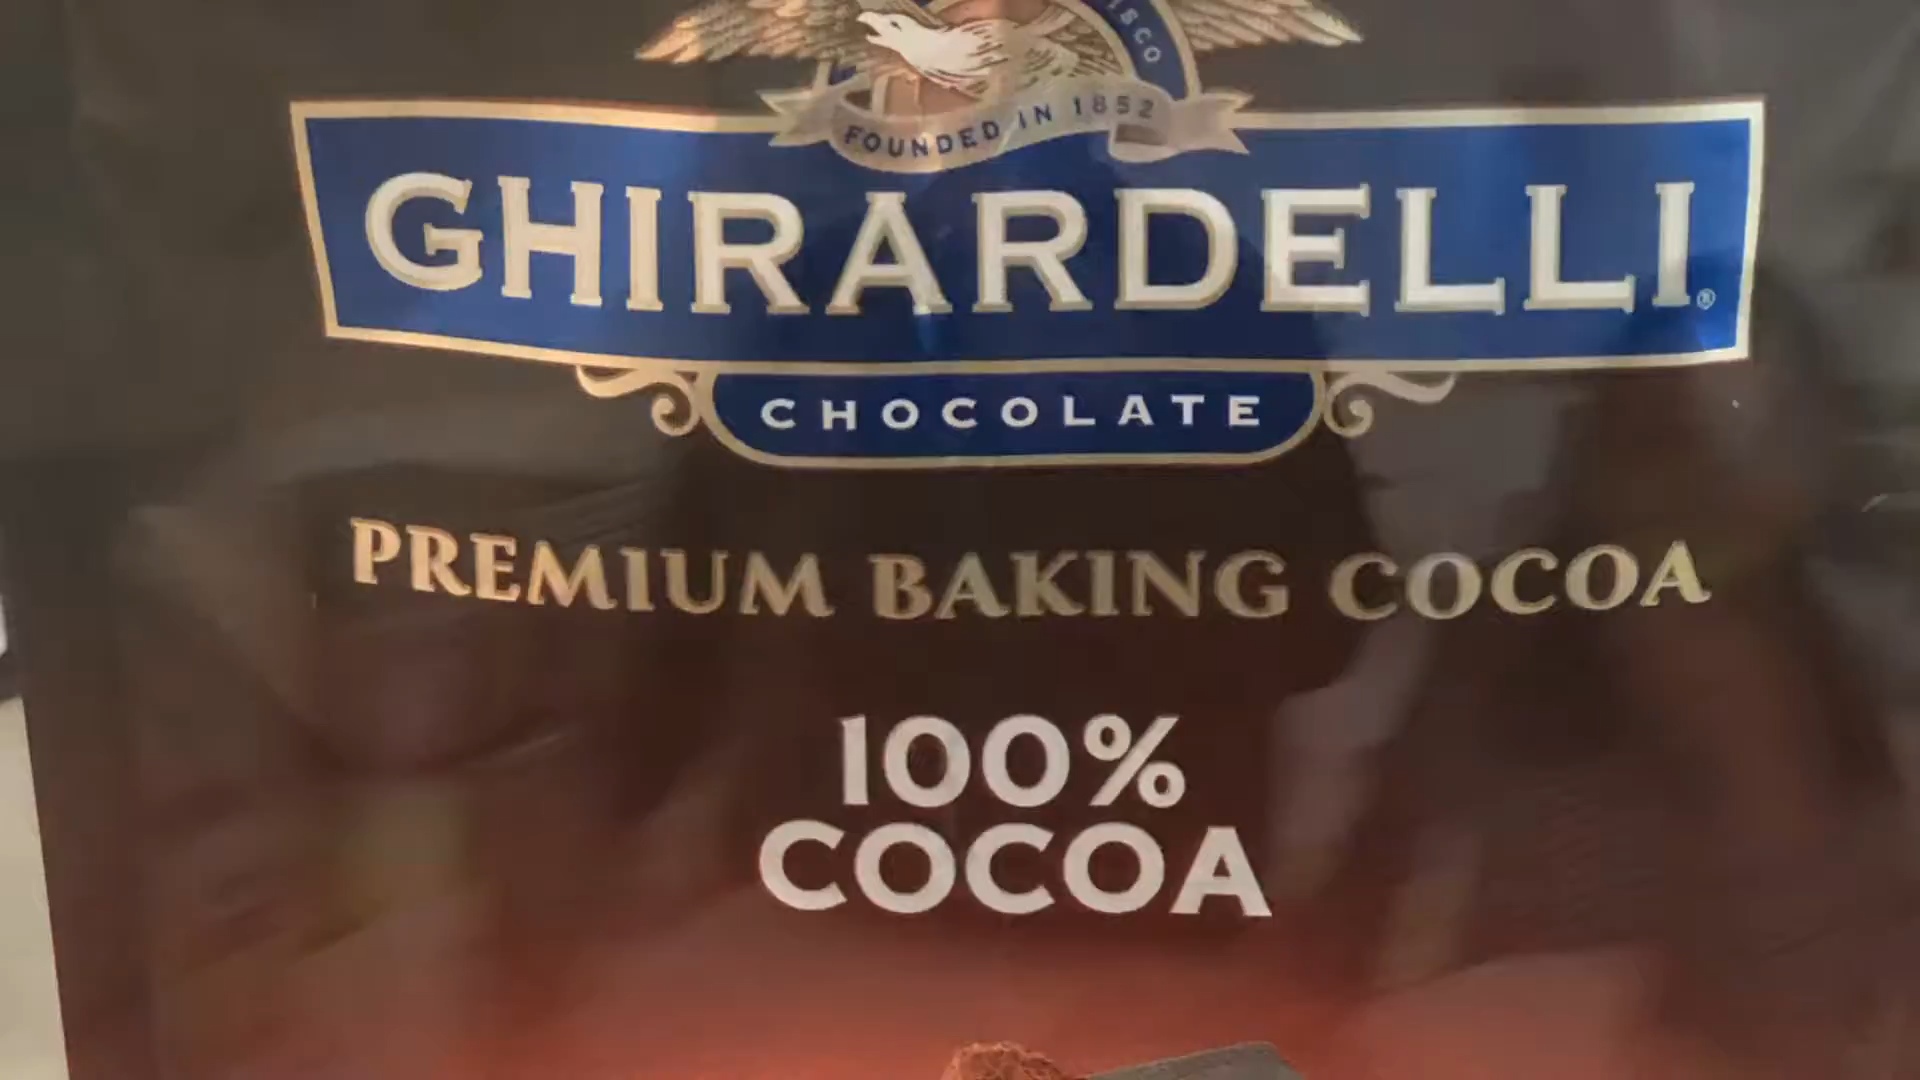 FOUNDED IN 1852
GHIRARDELLI®
CHOCOLATE
PREMIUM BAKING COCOA
100%
COCOA